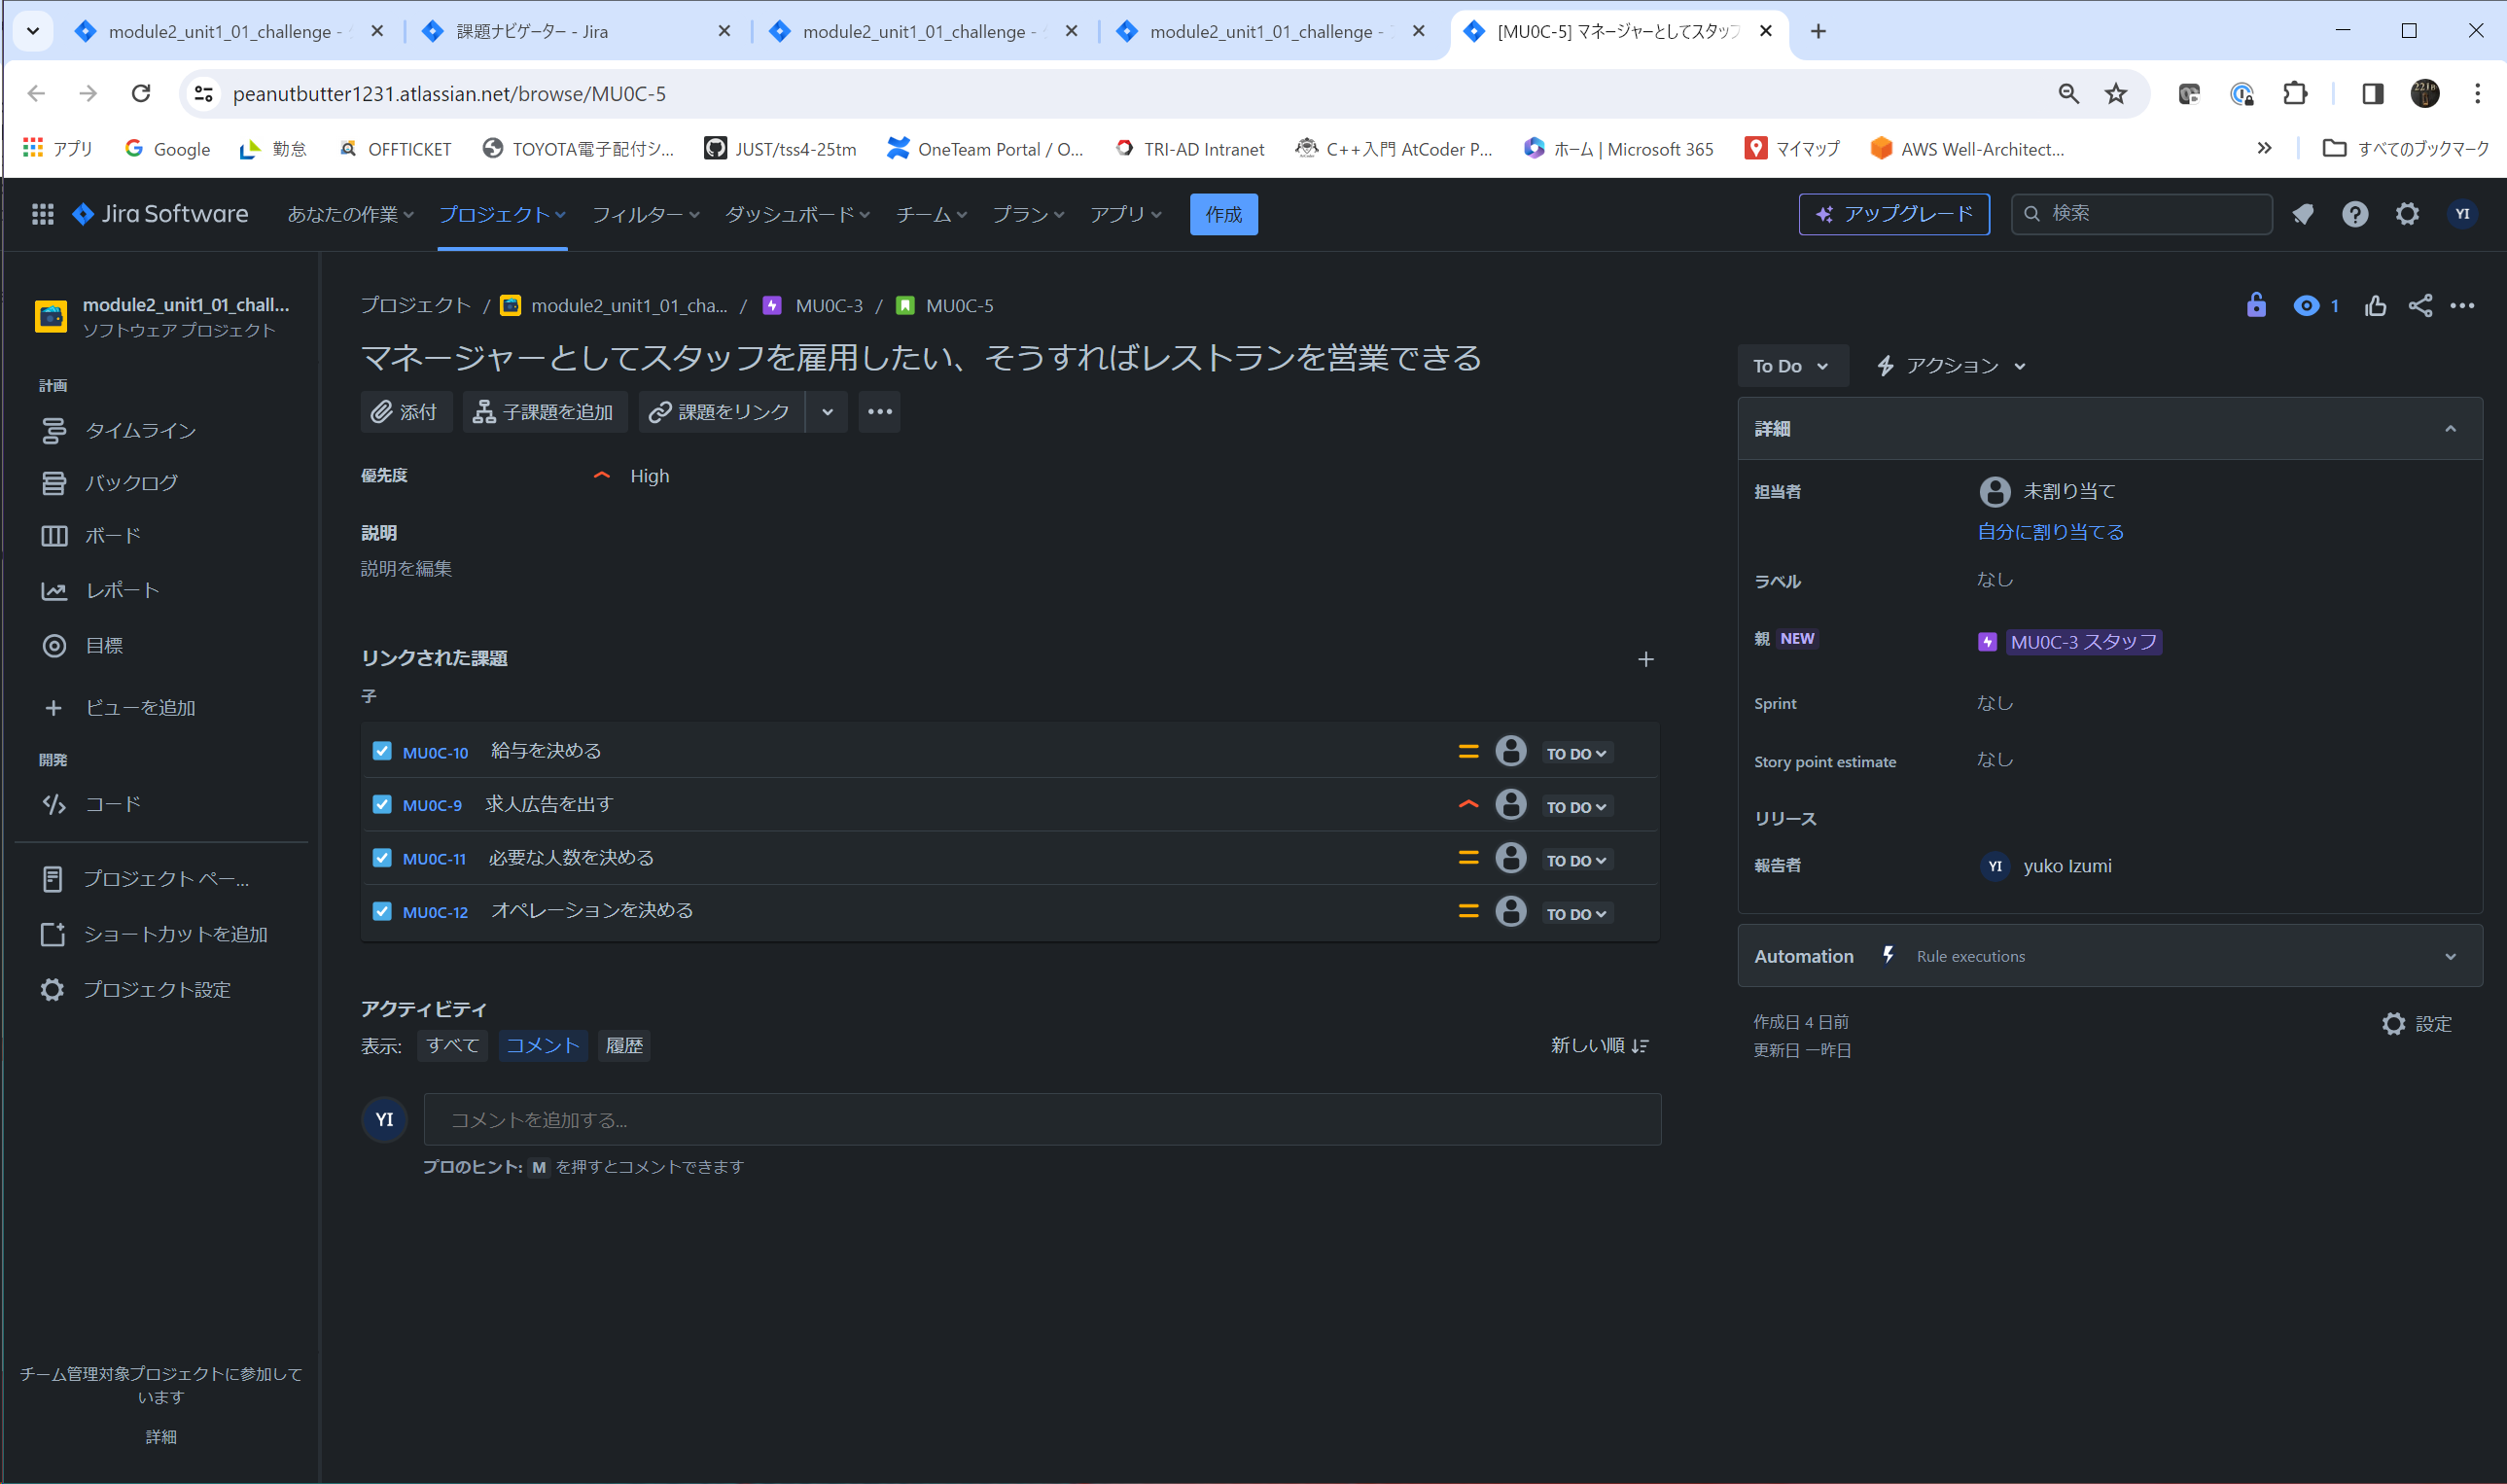 module2_unit1_01_challenge -
課題ナビゲーター - Jira
module2_unit1_01_challenge -
module2_unit1_01_challenge -
[MU0C-5] マネージャーとしてスタッフ
peanutbutter1231.atlassian.net/browse/MU0C-5
アプリ
Google
勤怠
OFFTICKET
TOYOTA電子配付シ...
JUST/tss4-25tm
OneTeam Portal / O...
TRI-AD Intranet
C++入門 AtCoder P...
ホーム | Microsoft 365
マイマップ
AWS Well-Architect...
»
すべてのブックマーク
Jira Software
あなたの作業
プロジェクト
フィルター
ダッシュボード
チーム
プラン
アプリ
作成
アップグレード
検索
YI
module2_unit1_01_chall...
ソフトウェア プロジェクト
計画
タイムライン
バックログ
ボード
レポート
目標
ビューを追加
開発
コード
プロジェクト ペー...
ショートカットを追加
プロジェクト設定
チーム管理対象プロジェクトに参加して
います
詳細
プロジェクト / module2_unit1_01_cha... / MU0C-3 / MU0C-5
1
マネージャーとしてスタッフを雇用したい、そうすればレストランを営業できる
添付
子課題を追加
課題をリンク
優先度 High
説明
説明を編集
リンクされた課題
子
MU0C-10 給与を決める TO DO
MU0C-9 求人広告を出す TO DO
MU0C-11 必要な人数を決める TO DO
MU0C-12 オペレーションを決める TO DO
アクティビティ
表示: すべて コメント 履歴 新しい順
YI コメントを追加する...
プロのヒント: M を押すとコメントできます
To Do
アクション
詳細
担当者 未割り当て
自分に割り当てる
ラベル なし
親 NEW MU0C-3 スタッフ
Sprint なし
Story point estimate なし
リリース
報告者 YI yuko Izumi
Automation Rule executions
作成日 4 日前
更新日 一昨日
設定